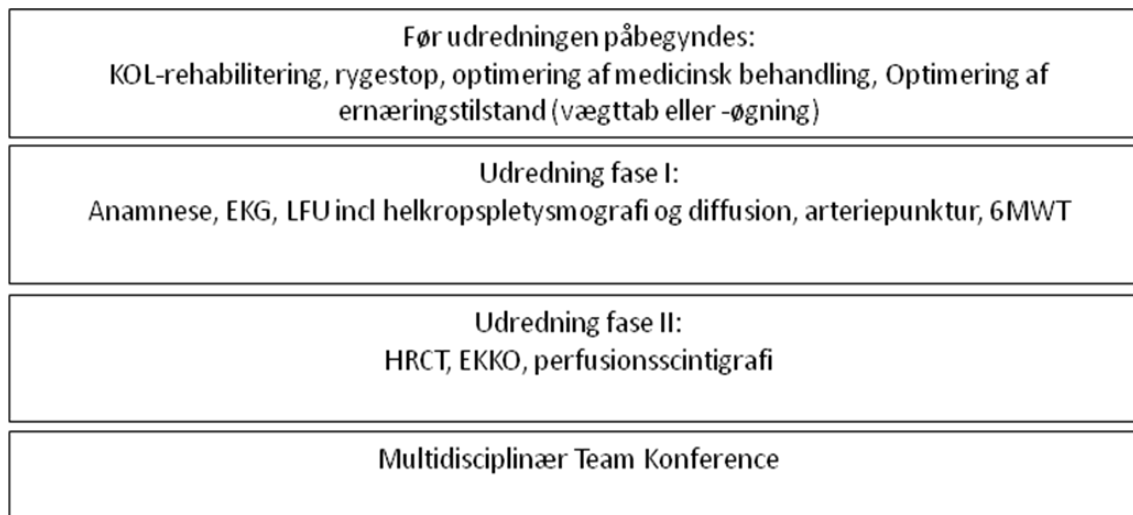 Før udredningen påbegyndes:
KOL-rehabilitering, rygestop, optimering af medicinsk behandling, Optimering af
ernæringstilstand (vægttab eller -øgning)
Udredning fase I:
Anamnese, EKG, LFU incl helkropspletysmografi og diffusion, arteriepunktur, 6MWT
Udredning fase II:
HRCT, EKKO, perfusionsscintigrafi
Multidisciplinær Team Konference